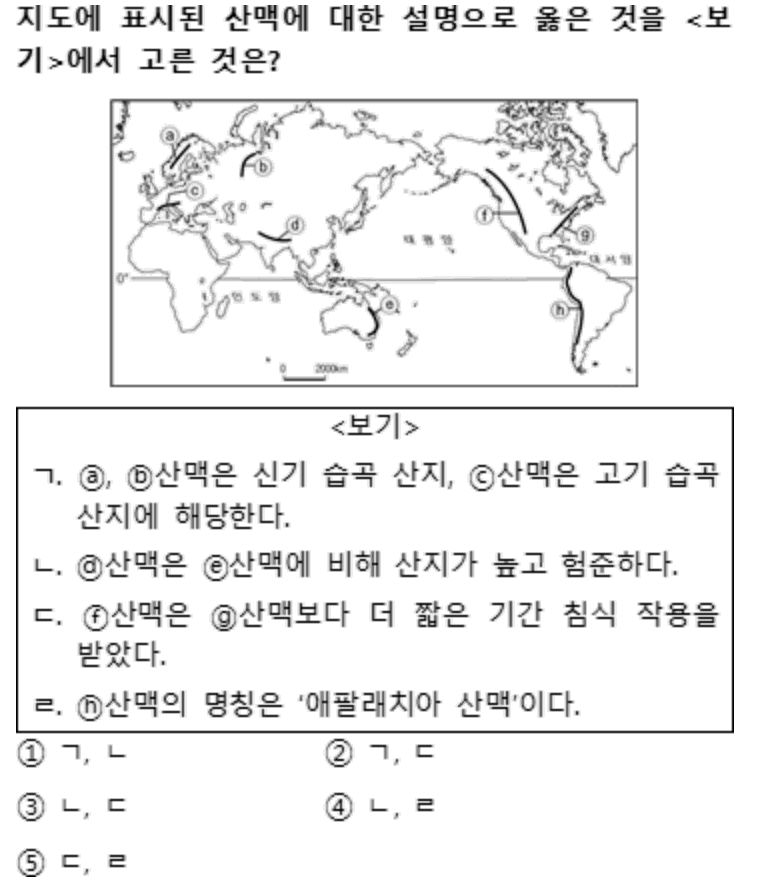 지도에 표시된 산맥에 대한 설명으로 옳은 것을 <보
기>에서 고른 것은?
ⓐ
ⓑ
ⓒ
ⓓ
ⓕ
ⓖ
태 평 양
대 서 양
0°
인 도 양
ⓔ
ⓗ
0 2000km
<보기>
ㄱ. ⓐ, ⓑ산맥은 신기 습곡 산지, ⓒ산맥은 고기 습곡
산지에 해당한다.
ㄴ. ⓓ산맥은 ⓔ산맥에 비해 산지가 높고 험준하다.
ㄷ. ⓕ산맥은 ⓖ산맥보다 더 짧은 기간 침식 작용을
받았다.
ㄹ. ⓗ산맥의 명칭은 ‘애팔래치아 산맥’이다.
① ㄱ, ㄴ ② ㄱ, ㄷ
③ ㄴ, ㄷ ④ ㄴ, ㄹ
⑤ ㄷ, ㄹ